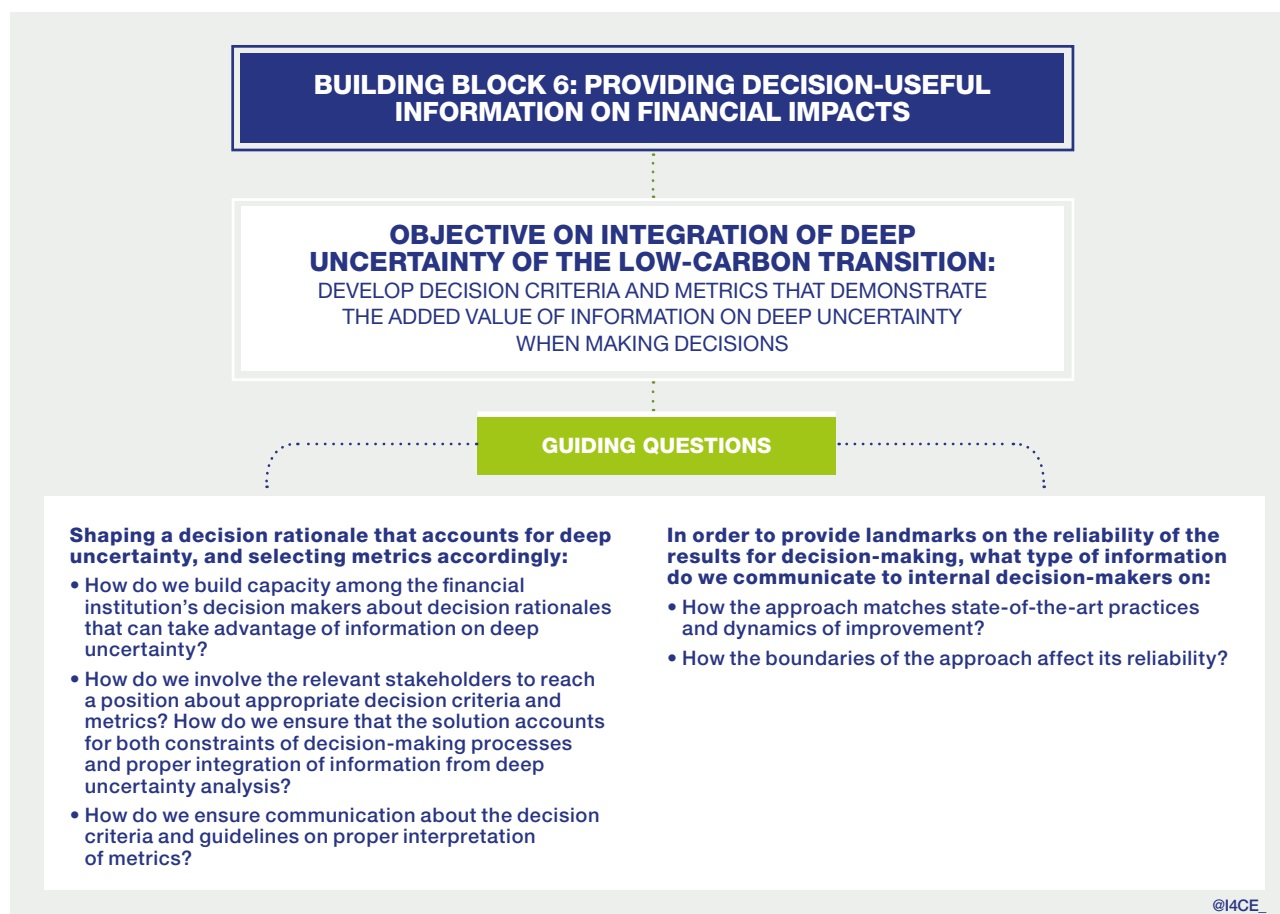 BUILDING BLOCK 6: PROVIDING DECISION-USEFUL
INFORMATION ON FINANCIAL IMPACTS
OBJECTIVE ON INTEGRATION OF DEEP
UNCERTAINTY OF THE LOW-CARBON TRANSITION:
DEVELOP DECISION CRITERIA AND METRICS THAT DEMONSTRATE
THE ADDED VALUE OF INFORMATION ON DEEP UNCERTAINTY
WHEN MAKING DECISIONS
GUIDING QUESTIONS
Shaping a decision rationale that accounts for deep
uncertainty, and selecting metrics accordingly:
• How do we build capacity among the financial
institution's decision makers about decision rationales
that can take advantage of information on deep
uncertainty?
• How do we involve the relevant stakeholders to reach
a position about appropriate decision criteria and
metrics? How do we ensure that the solution accounts
for both constraints of decision-making processes
and proper integration of information from deep
uncertainty analysis?
• How do we ensure communication about the decision
criteria and guidelines on proper interpretation
of metrics?
In order to provide landmarks on the reliability of the
results for decision-making, what type of information
do we communicate to internal decision-makers on:
• How the approach matches state-of-the-art practices
and dynamics of improvement?
• How the boundaries of the approach affect its reliability?
@I4CE_